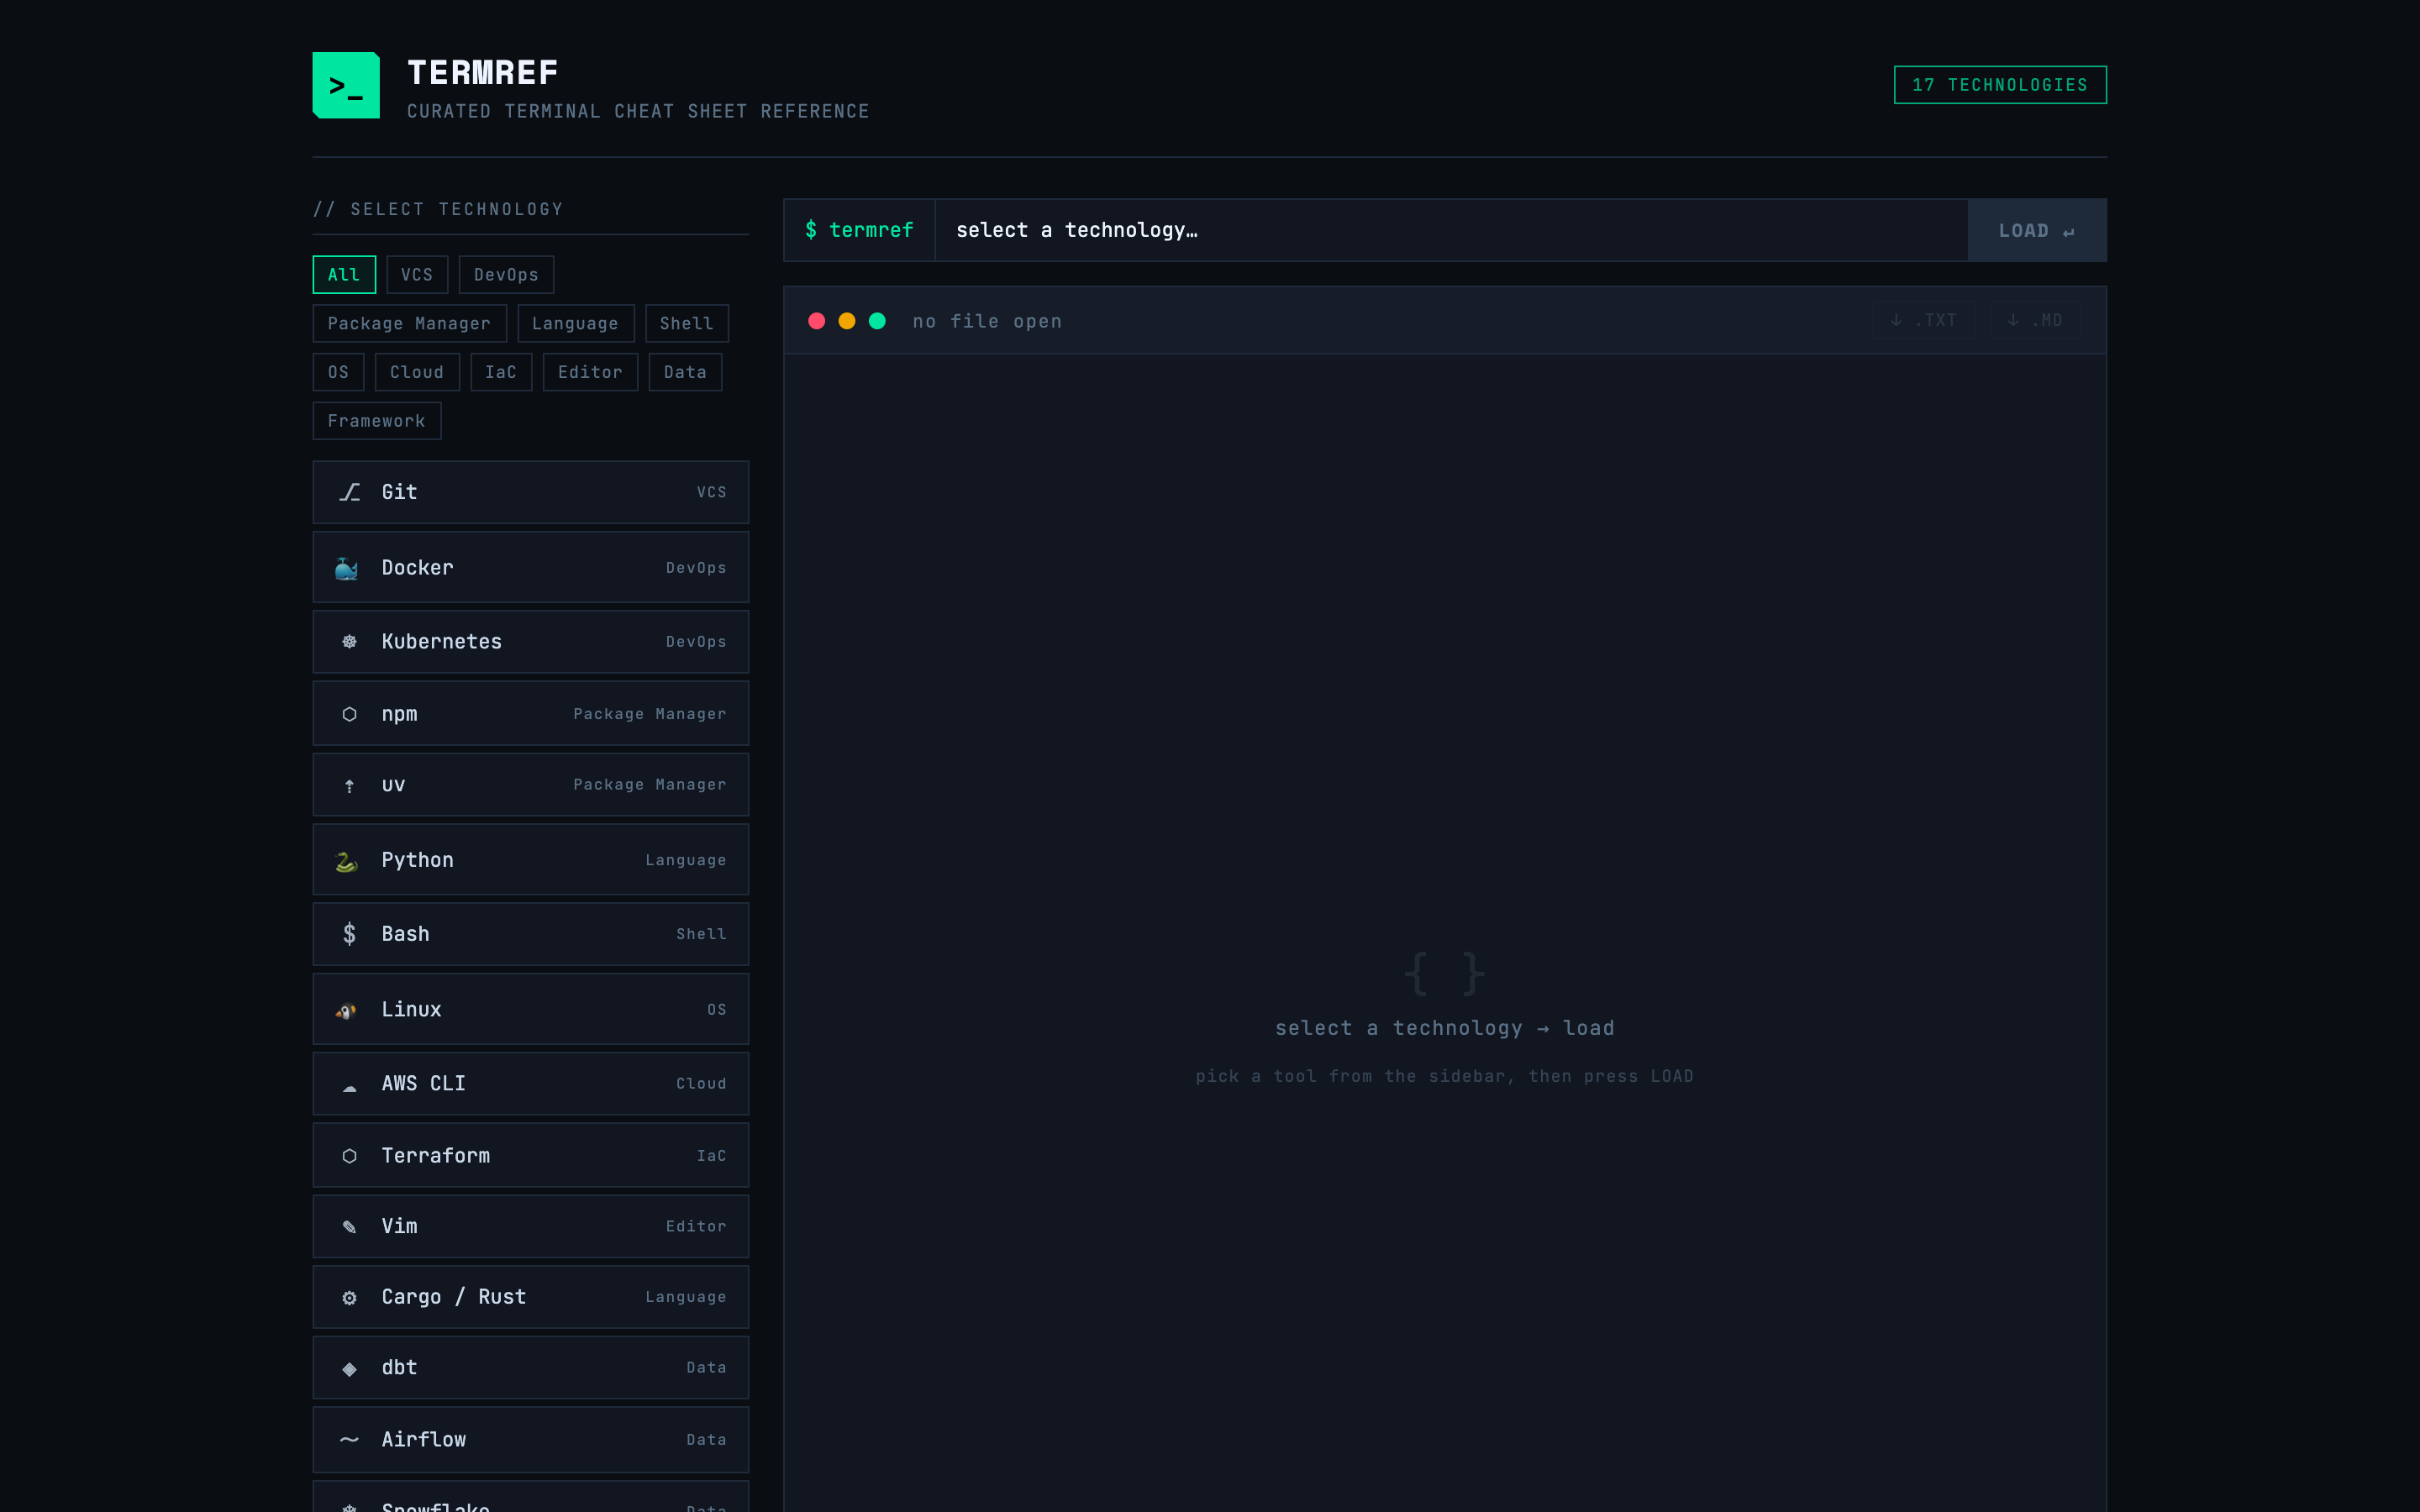 >_
TERMREF
CURATED TERMINAL CHEAT SHEET REFERENCE
17 TECHNOLOGIES
// SELECT TECHNOLOGY
All VCS DevOps
Package Manager Language Shell
OS Cloud IaC Editor Data
Framework
Git VCS
Docker DevOps
Kubernetes DevOps
npm Package Manager
uv Package Manager
Python Language
$ Bash Shell
Linux OS
AWS CLI Cloud
Terraform IaC
Vim Editor
Cargo / Rust Language
dbt Data
~ Airflow Data
Snowflake Data
$ termref select a technology… LOAD ↵
no file open ↓ .TXT ↓ .MD
{ }
select a technology → load
pick a tool from the sidebar, then press LOAD